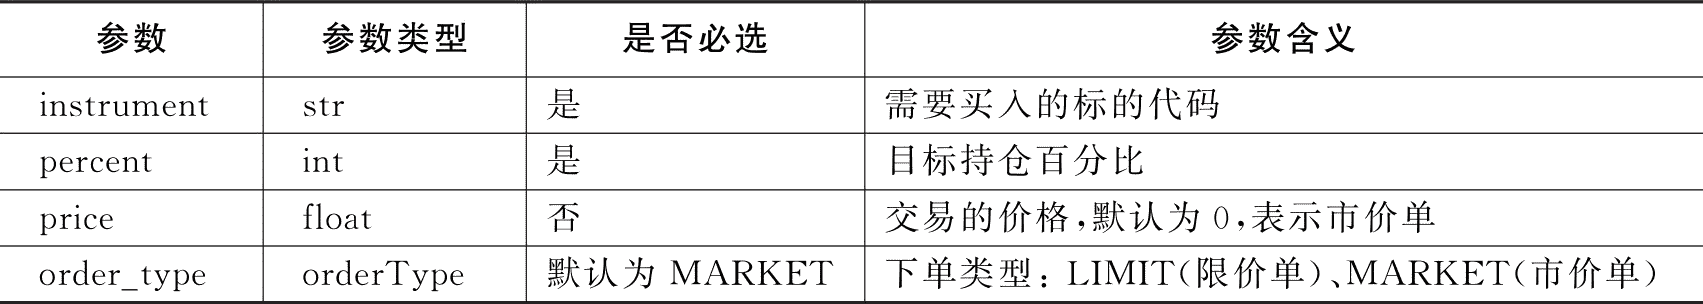 参数 参数类型 是否必选 参数含义
instrument str 是 需要买入的标的代码
percent int 是 目标持仓百分比
price float 否 交易的价格,默认为 0,表示市价单
order_type orderType 默认为 MARKET 下单类型: LIMIT(限价单)、MARKET(市价单)